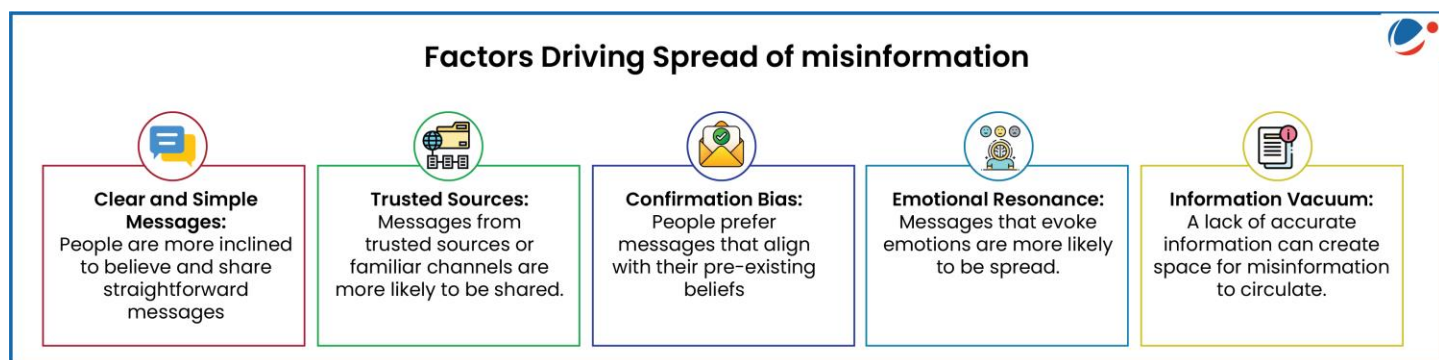 Factors Driving Spread of misinformation
Clear and Simple
Messages:
People are more inclined
to believe and share
straightforward
messages
Trusted Sources:
Messages from
trusted sources or
familiar channels are
more likely to be shared.
Confirmation Bias:
People prefer
messages that align
with their pre-existing
beliefs
Emotional Resonance:
Messages that evoke
emotions are more likely
to be spread.
Information Vacuum:
A lack of accurate
information can create
space for misinformation
to circulate.